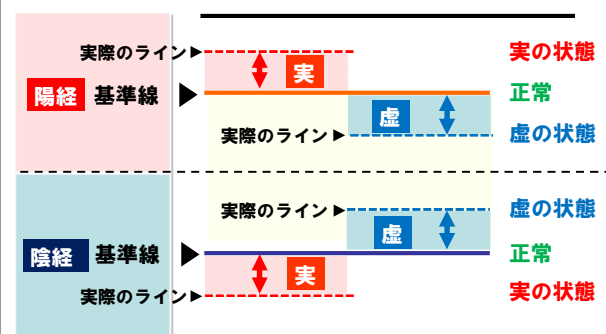 実際のライン▶ 実の状態
実
陽経 基準線 ▶ 正常
虚
実際のライン▶ 虚の状態
実際のライン▶ 虚の状態
虚
陰経 基準線 ▶ 正常
実
実際のライン▶ 実の状態